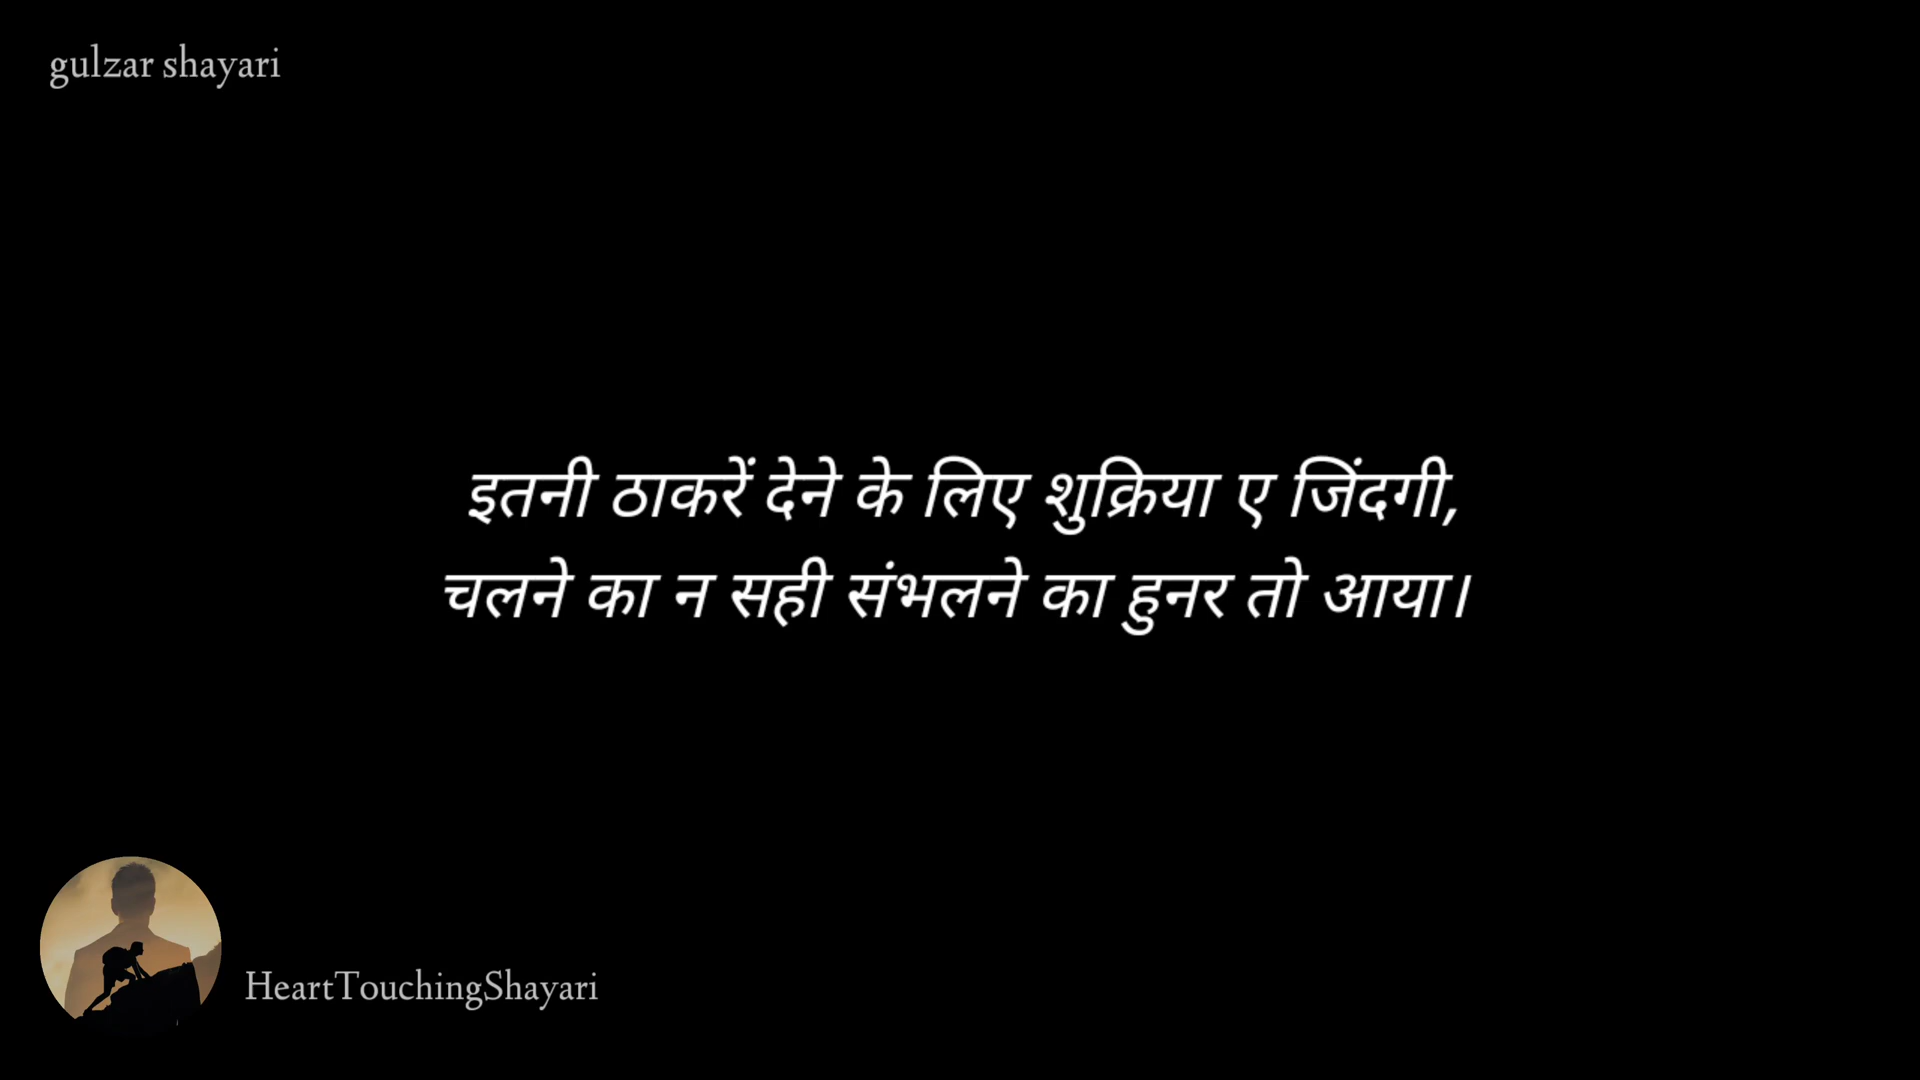 gulzar shayari
इतनी ठाकरें देने के लिए शुक्रिया ए जिंदगी,
चलने का न सही संभलने का हुनर तो आया।
HeartTouchingShayari